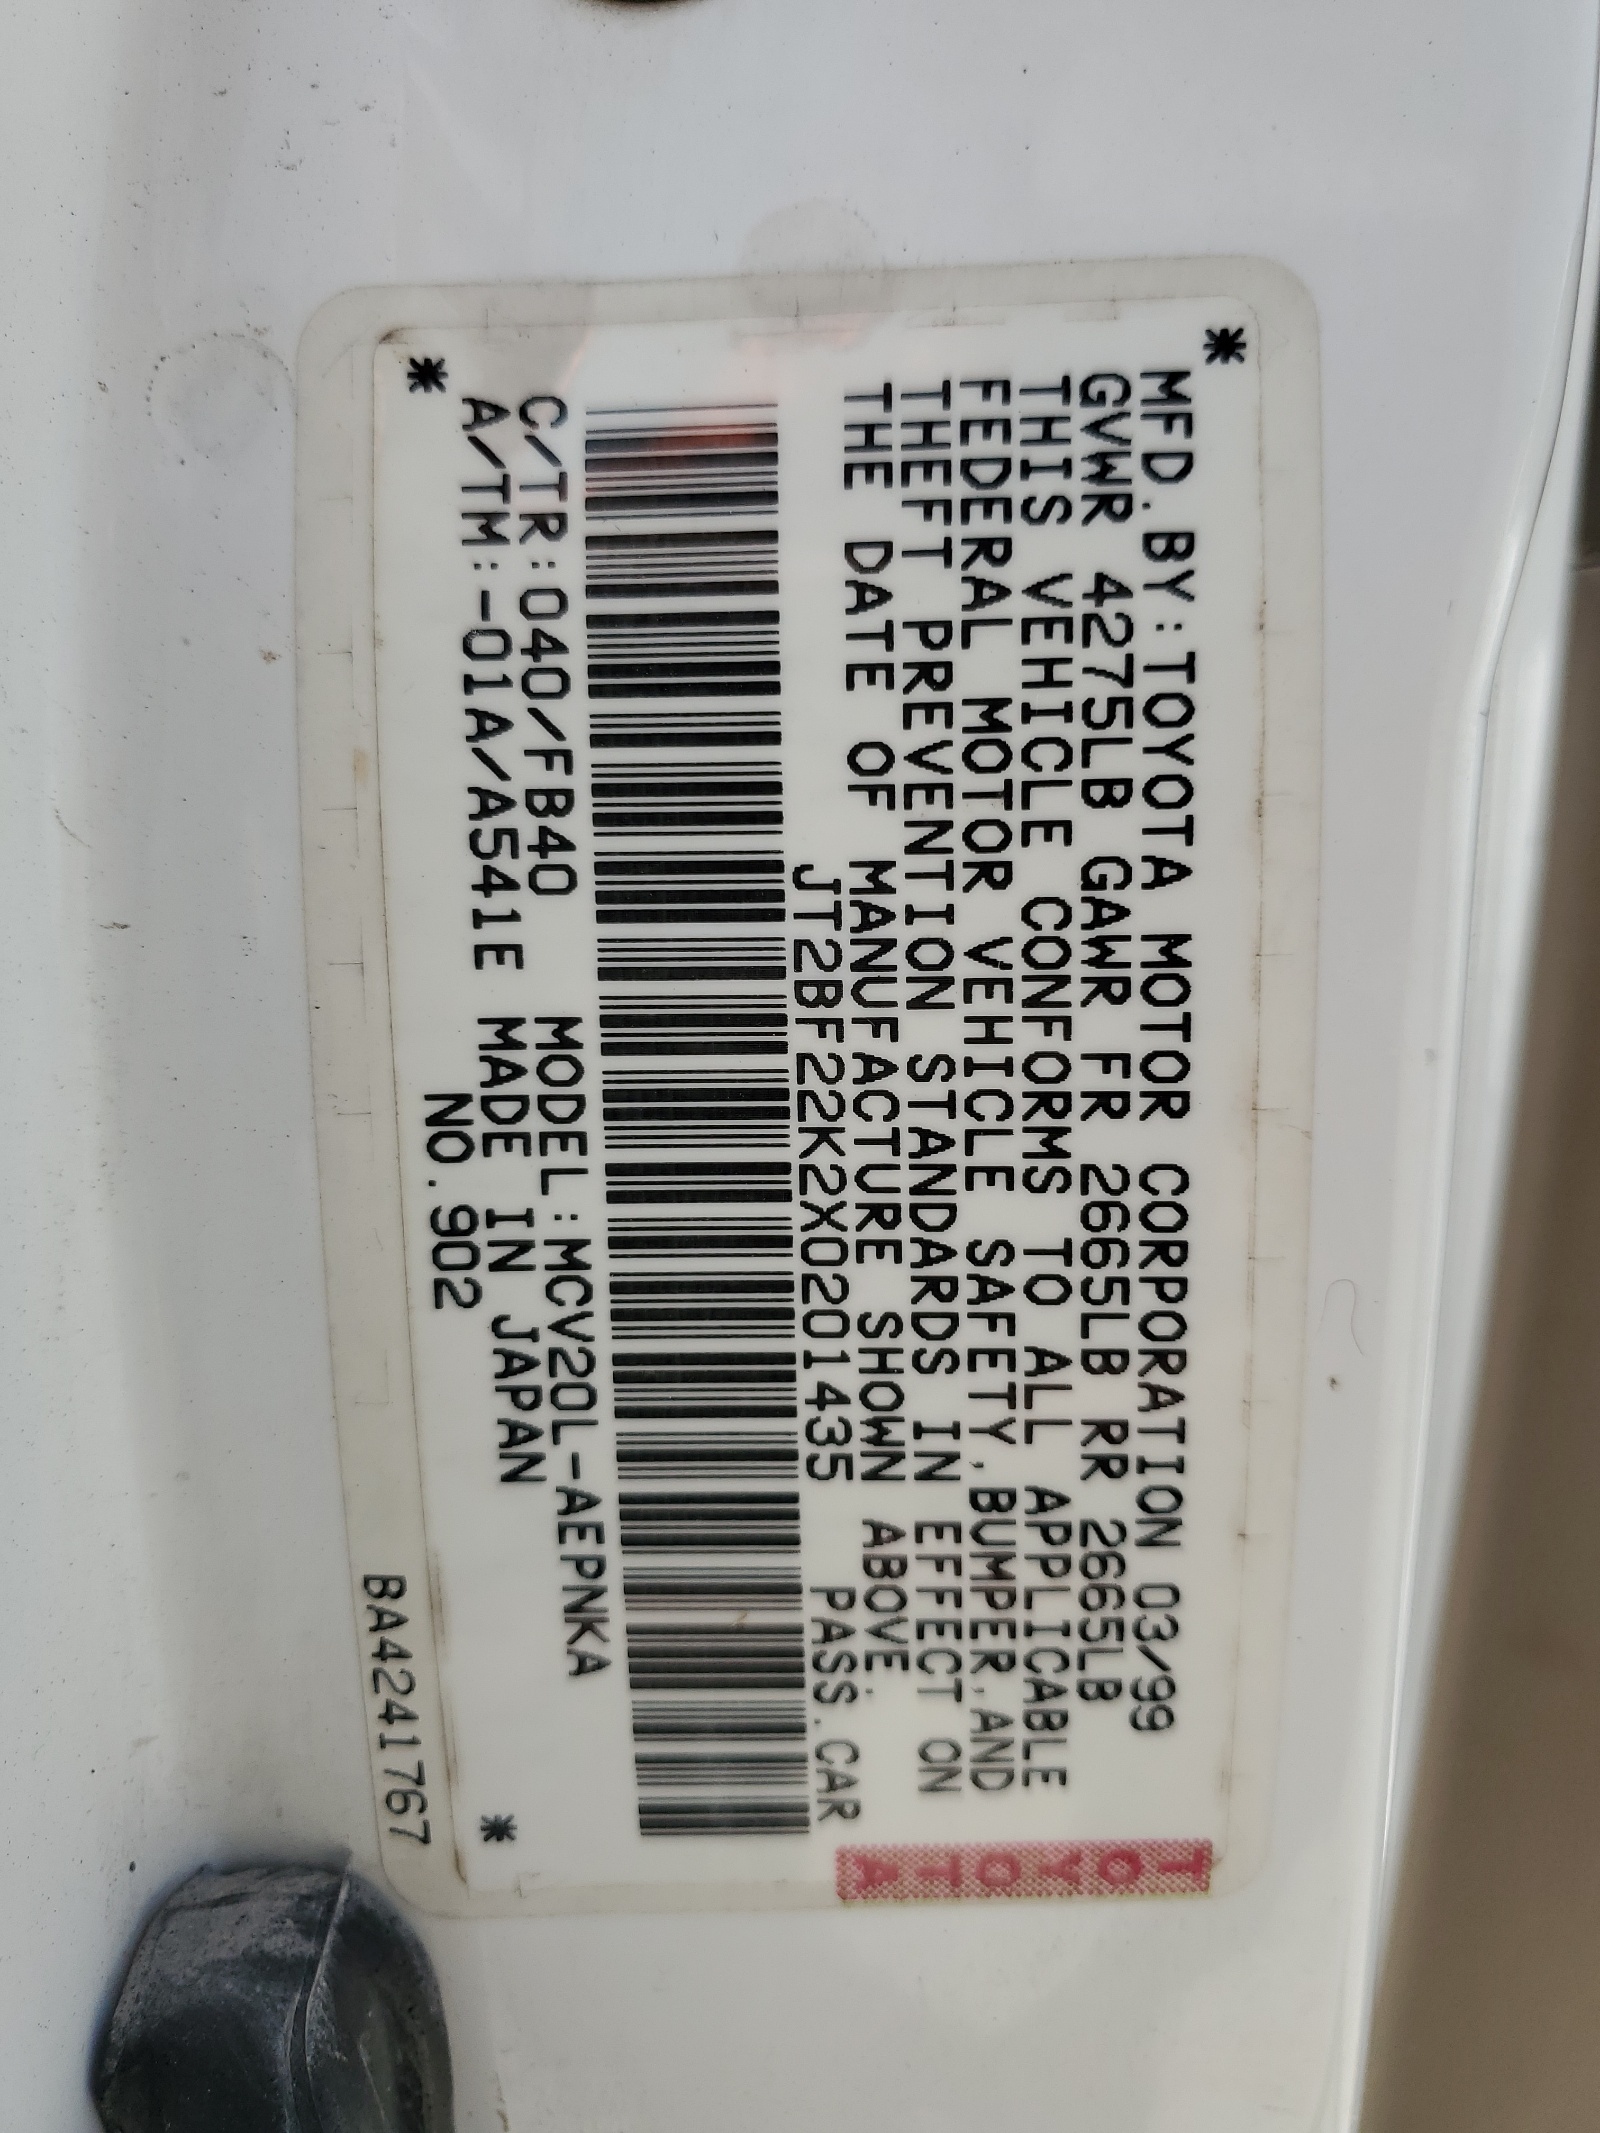 *
MFD.BY:TOYOTA MOTOR CORPORATION 03/99
GVWR 4275LB GAWR FR 2665LB RR 2665LB
THIS VEHICLE CONFORMS TO ALL APPLICABLE
FEDERAL MOTOR VEHICLE SAFETY,BUMPER,AND
THEFT PREVENTION STANDARDS IN EFFECT ON
THE DATE OF MANUFACTURE SHOWN ABOVE.
JT2BF22K2X0201435 PASS.CAR
C/TR:040/FB40 MODEL:MCV20L-AEPNKA
A/TM:-01A/A541E MADE IN JAPAN
* NO.902 *
BA4241767
TOYOTA